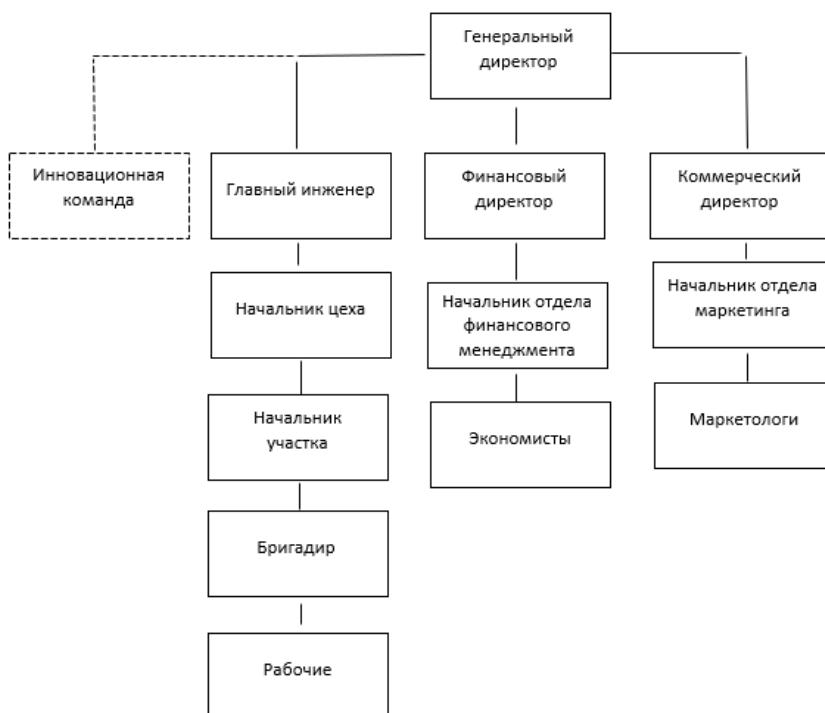 Генеральный
директор
Инновационная
команда
Главный инженер
Финансовый
директор
Коммерческий
директор
Начальник цеха
Начальник отдела
финансового
менеджмента
Начальник отдела
маркетинга
Начальник
участка
Экономисты
Маркетологи
Бригадир
Рабочие